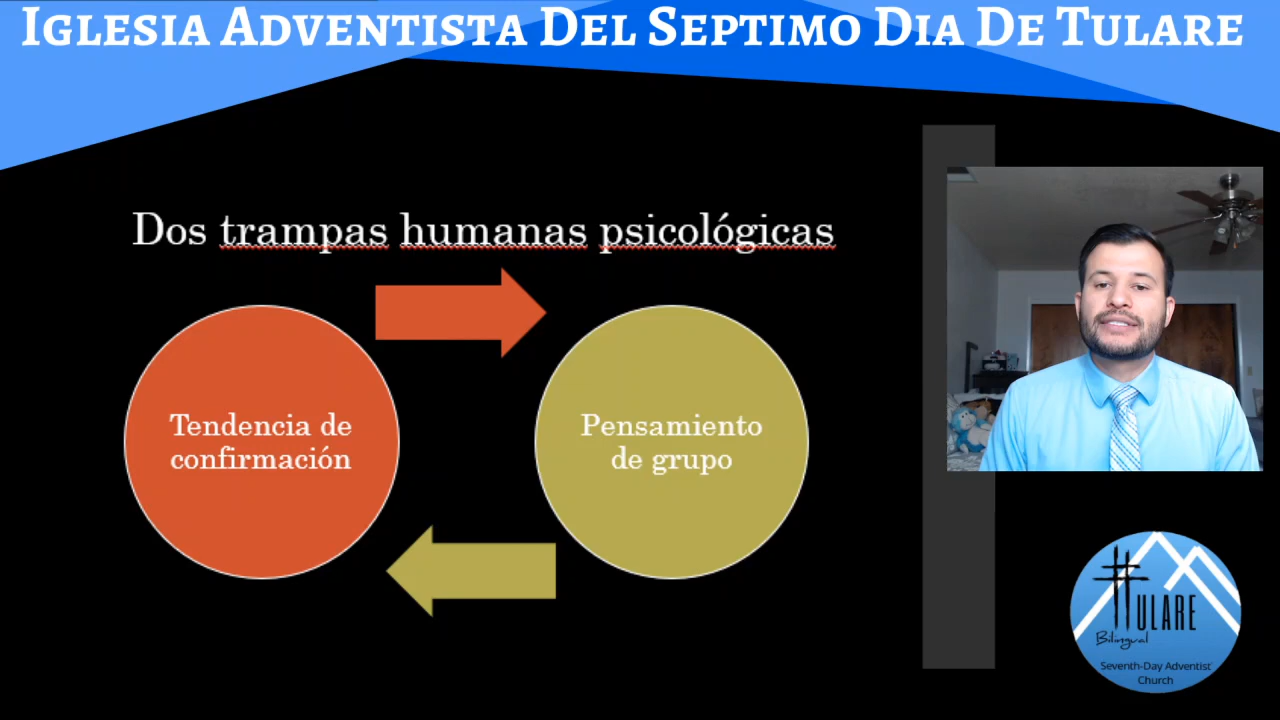 Iglesia Adventista Del Septimo Dia De Tulare
Dos trampas humanas psicológicas
Tendencia de
confirmación
Pensamiento
de grupo
TULARE
Bilingual
Seventh-Day Adventist
Church